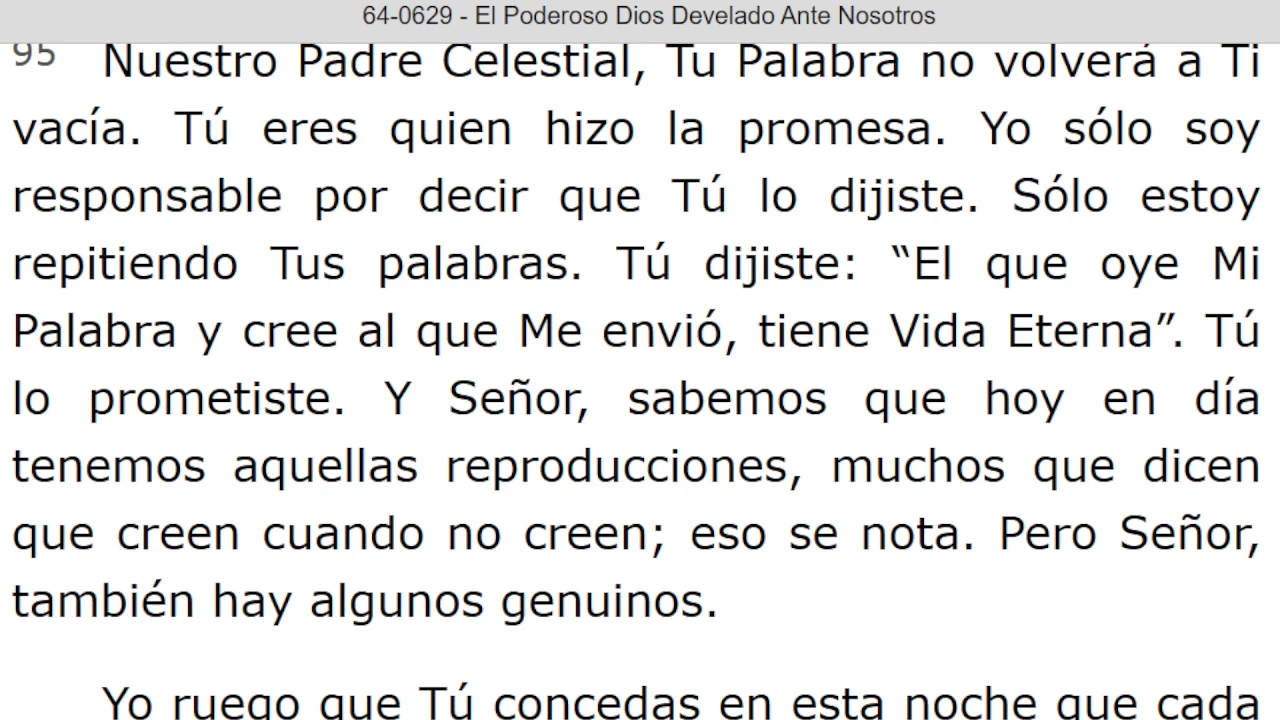 64-0629 - El Poderoso Dios Develado Ante Nosotros
95 Nuestro Padre Celestial, Tu Palabra no volverá a Ti
vacía. Tú eres quien hizo la promesa. Yo sólo soy
responsable por decir que Tú lo dijiste. Sólo estoy
repitiendo Tus palabras. Tú dijiste: “El que oye Mi
Palabra y cree al que Me envió, tiene Vida Eterna”. Tú
lo prometiste. Y Señor, sabemos que hoy en día
tenemos aquellas reproducciones, muchos que dicen
que creen cuando no creen; eso se nota. Pero Señor,
también hay algunos genuinos.
Yo ruego que Tú concedas en esta noche que cada